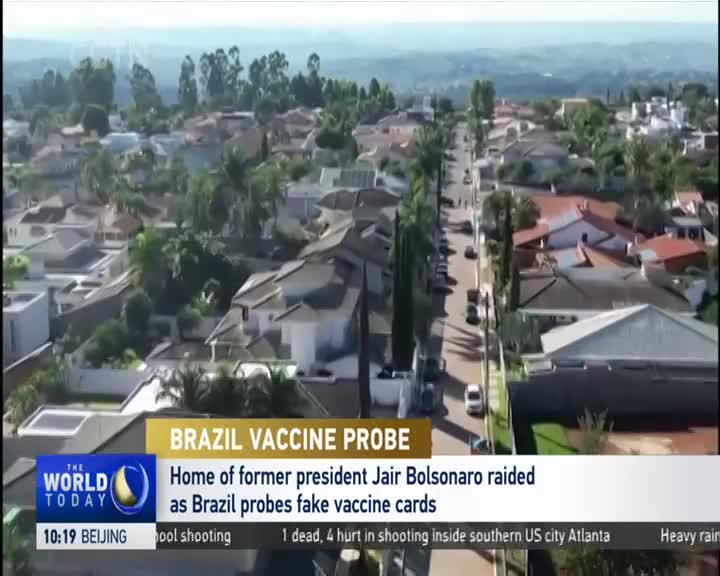 CGTN
BRAZIL VACCINE PROBE
Home of former president Jair Bolsonaro raided
as Brazil probes fake vaccine cards
THE
WORLD
TODAY
10:19 BEIJING
ool shooting 1 dead, 4 hurt in shooting inside southern US city Atlanta Heavy rain